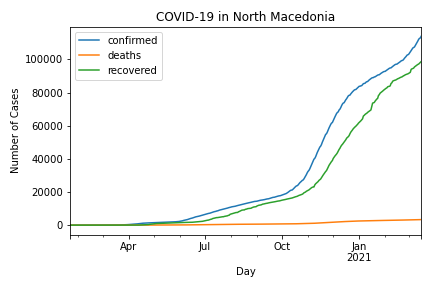 COVID-19 in North Macedonia
confirmed
deaths
recovered
Number of Cases
100000
80000
60000
40000
20000
0
Apr
Jul
Oct
Jan
2021
Day